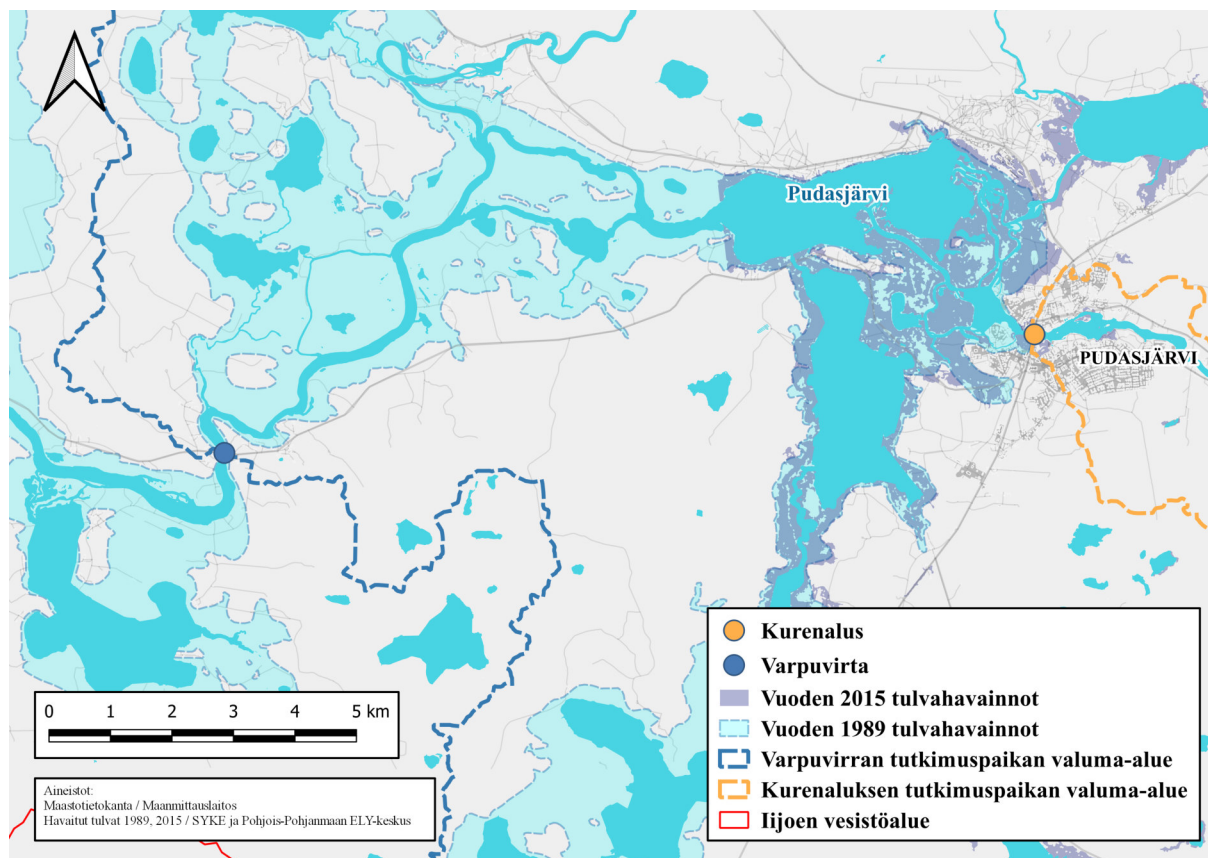 Pudasjärvi
PUDASJÄRVI
Kurenalus
Varpuvirta
Vuoden 2015 tulvahavainnot
Vuoden 1989 tulvahavainnot
Varpuvirran tutkimuspaikan valuma-alue
Kurenaluksen tutkimuspaikan valuma-alue
Iijoen vesistöalue
0 1 2 3 4 5 km
Aineistot:
Maastotietokanta / Maanmittauslaitos
Havaitut tulvat 1989, 2015 / SYKE ja Pohjois-Pohjanmaan ELY-keskus